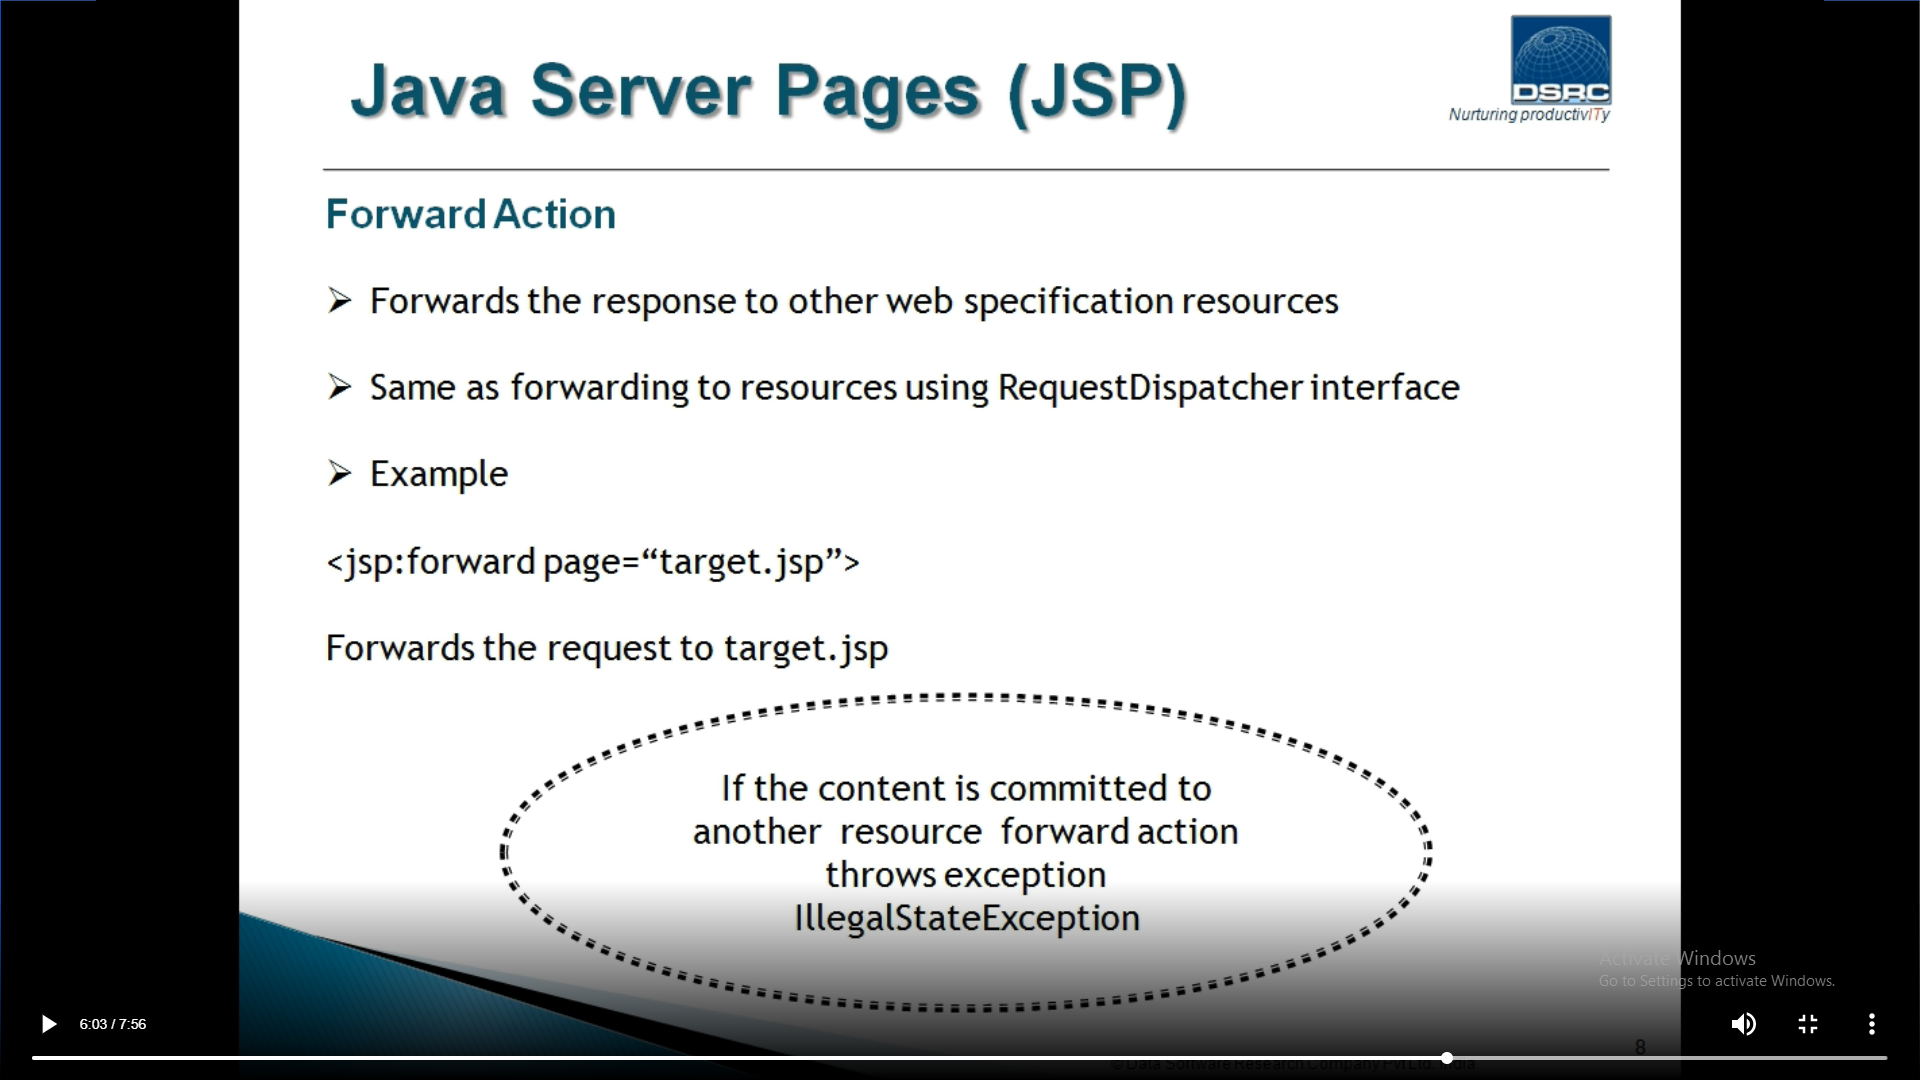 Java Server Pages (JSP)
DSRC
Nurturing productivITy
Forward Action
➢ Forwards the response to other web specification resources
➢ Same as forwarding to resources using RequestDispatcher interface
➢ Example
<jsp:forward page=“target.jsp”>
Forwards the request to target.jsp
If the content is committed to
another resource forward action
throws exception
IllegalStateException
Activate Windows
Go to Settings to activate Windows.
6:03 / 7:56
8
© Data Software Research Company Pvt Ltd. India